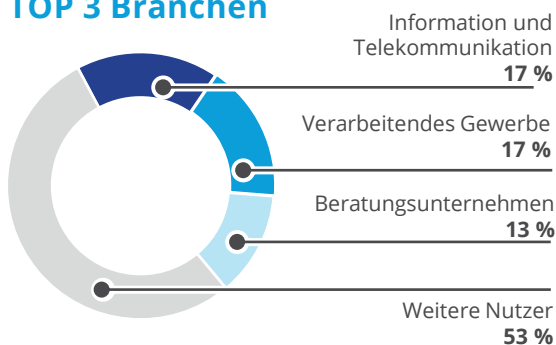 TOP 3 Branchen
Information und
Telekommunikation
17 %
Verarbeitendes Gewerbe
17 %
Beratungsunternehmen
13 %
Weitere Nutzer
53 %